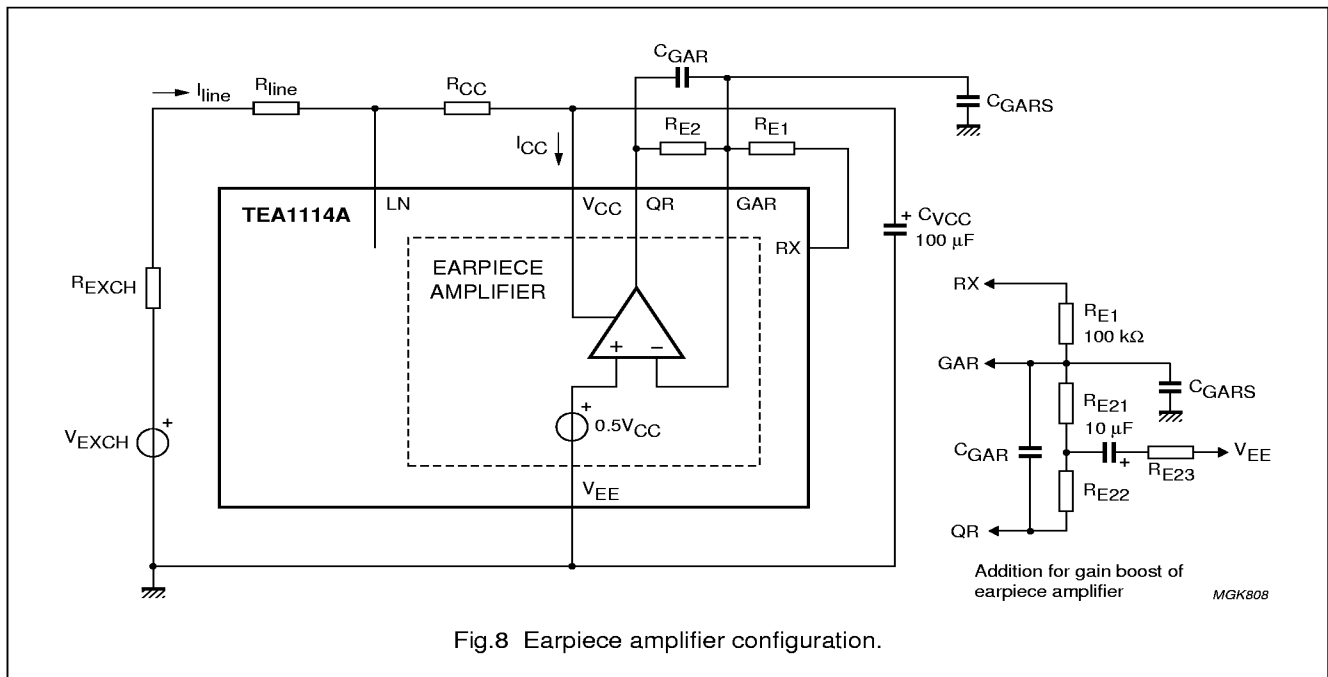 C_GAR
I_line
R_line
R_CC
C_GARS
R_E2
R_E1
I_CC
LN
V_CC
QR
GAR
TEA1114A
RX
+ C_VCC
100 µF
EARPIECE
AMPLIFIER
R_EXCH
+
−
+
0.5V_CC
V_EXCH
+
V_EE
RX
R_E1
100 kΩ
GAR
C_GARS
R_E21
10 µF
C_GAR
+
R_E23
V_EE
R_E22
QR
Addition for gain boost of
earpiece amplifier
MGK808
Fig.8 Earpiece amplifier configuration.